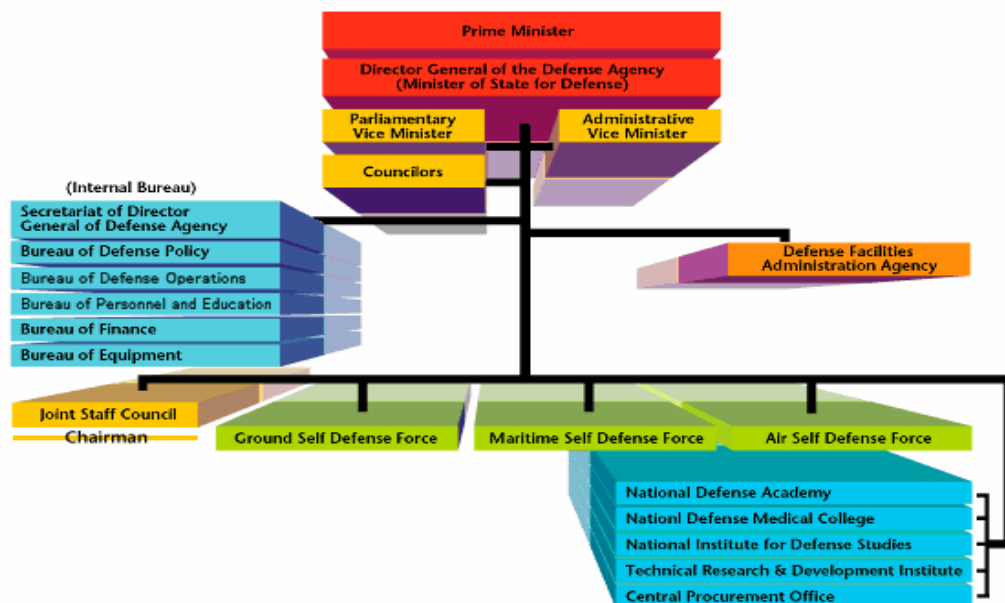 Prime Minister
Director General of the Defense Agency
(Minister of State for Defense)
Parliamentary
Vice Minister
Administrative
Vice Minister
Councilors
(Internal Bureau)
Secretariat of Director
General of Defense Agency
Bureau of Defense Policy
Bureau of Defense Operations
Bureau of Personnel and Education
Bureau of Finance
Bureau of Equipment
Defense Facilities
Administration Agency
Joint Staff Council
Chairman
Ground Self Defense Force
Maritime Self Defense Force
Air Self Defense Force
National Defense Academy
Nationl Defense Medical College
National Institute for Defense Studies
Technical Research & Development Institute
Central Procurement Office